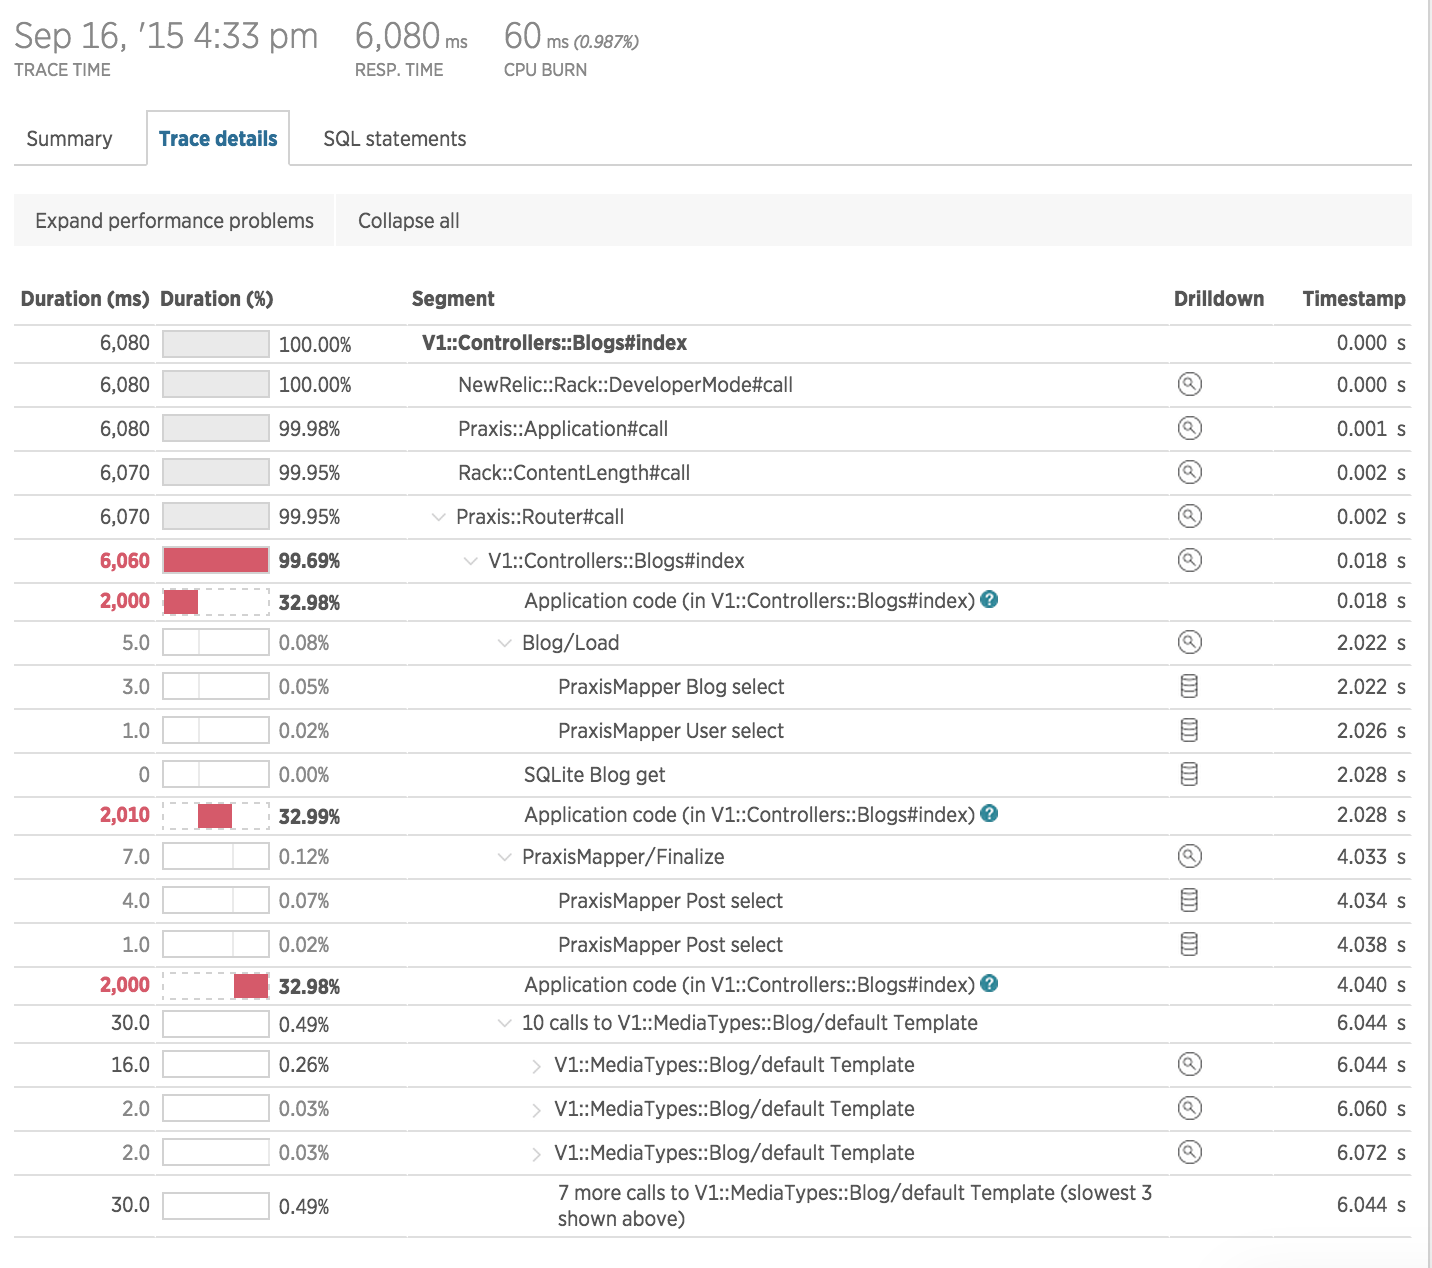 Sep 16, '15 4:33 pm 6,080 ms 60 ms (0.987%)
TRACE TIME RESP. TIME CPU BURN
Summary Trace details SQL statements
Expand performance problems Collapse all
Duration (ms) Duration (%) Segment Drilldown Timestamp
6,080 100.00% V1::Controllers::Blogs#index 0.000 s
6,080 100.00% NewRelic::Rack::DeveloperMode#call 0.000 s
6,080 99.98% Praxis::Application#call 0.001 s
6,070 99.95% Rack::ContentLength#call 0.002 s
6,070 99.95% Praxis::Router#call 0.002 s
6,060 99.69% V1::Controllers::Blogs#index 0.018 s
2,000 32.98% Application code (in V1::Controllers::Blogs#index) ? 0.018 s
5.0 0.08% Blog/Load 2.022 s
3.0 0.05% PraxisMapper Blog select 2.022 s
1.0 0.02% PraxisMapper User select 2.026 s
0 0.00% SQLite Blog get 2.028 s
2,010 32.99% Application code (in V1::Controllers::Blogs#index) ? 2.028 s
7.0 0.12% PraxisMapper/Finalize 4.033 s
4.0 0.07% PraxisMapper Post select 4.034 s
1.0 0.02% PraxisMapper Post select 4.038 s
2,000 32.98% Application code (in V1::Controllers::Blogs#index) ? 4.040 s
30.0 0.49% 10 calls to V1::MediaTypes::Blog/default Template 6.044 s
16.0 0.26% V1::MediaTypes::Blog/default Template 6.044 s
2.0 0.03% V1::MediaTypes::Blog/default Template 6.060 s
2.0 0.03% V1::MediaTypes::Blog/default Template 6.072 s
30.0 0.49% 7 more calls to V1::MediaTypes::Blog/default Template (slowest 3 6.044 s
shown above)